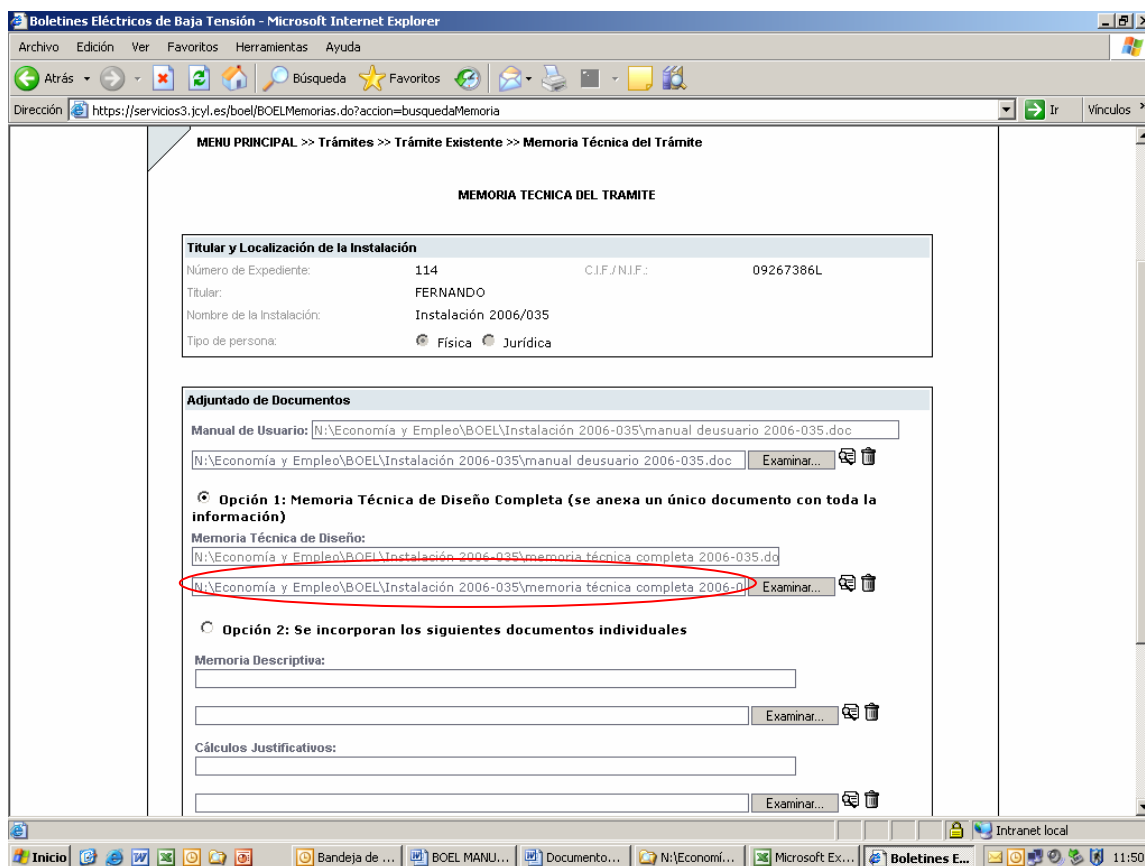 Boletines Eléctricos de Baja Tensión - Microsoft Internet Explorer
Archivo Edición Ver Favoritos Herramientas Ayuda
Atrás Búsqueda Favoritos
Dirección https://servicios3.jcyl.es/boel/BOELMemorias.do?accion=busquedaMemoria Ir Vínculos
MENU PRINCIPAL >> Trámites >> Trámite Existente >> Memoria Técnica del Trámite
MEMORIA TECNICA DEL TRAMITE
Titular y Localización de la Instalación
Número de Expediente: 114 C.I.F./N.I.F.: 09267386L
Titular: FERNANDO
Nombre de la Instalación: Instalación 2006/035
Tipo de persona: Física Jurídica
Adjuntado de Documentos
Manual de Usuario: N:\Economía y Empleo\BOEL\Instalación 2006-035\manual deusuario 2006-035.doc
N:\Economía y Empleo\BOEL\Instalación 2006-035\manual deusuario 2006-035.doc Examinar...
Opción 1: Memoria Técnica de Diseño Completa (se anexa un único documento con toda la
información)
Memoria Técnica de Diseño:
N:\Economía y Empleo\BOEL\Instalación 2006-035\memoria técnica completa 2006-035.do
N:\Economía y Empleo\BOEL\Instalación 2006-035\memoria técnica completa 2006-0 Examinar...
Opción 2: Se incorporan los siguientes documentos individuales
Memoria Descriptiva:
Examinar...
Cálculos Justificativos:
Examinar...
Intranet local
Inicio Bandeja de ... BOEL MANU... Documento... N:\Economí... Microsoft Ex... Boletines E... 11:50